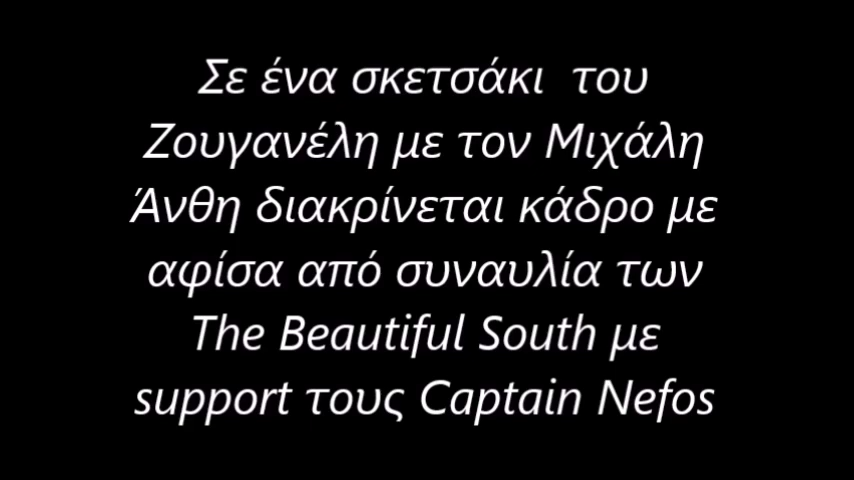 Σε ένα σκετσάκι του
Ζουγανέλη με τον Μιχάλη
Άνθη διακρίνεται κάδρο με
αφίσα από συναυλία των
The Beautiful South με
support τους Captain Nefos